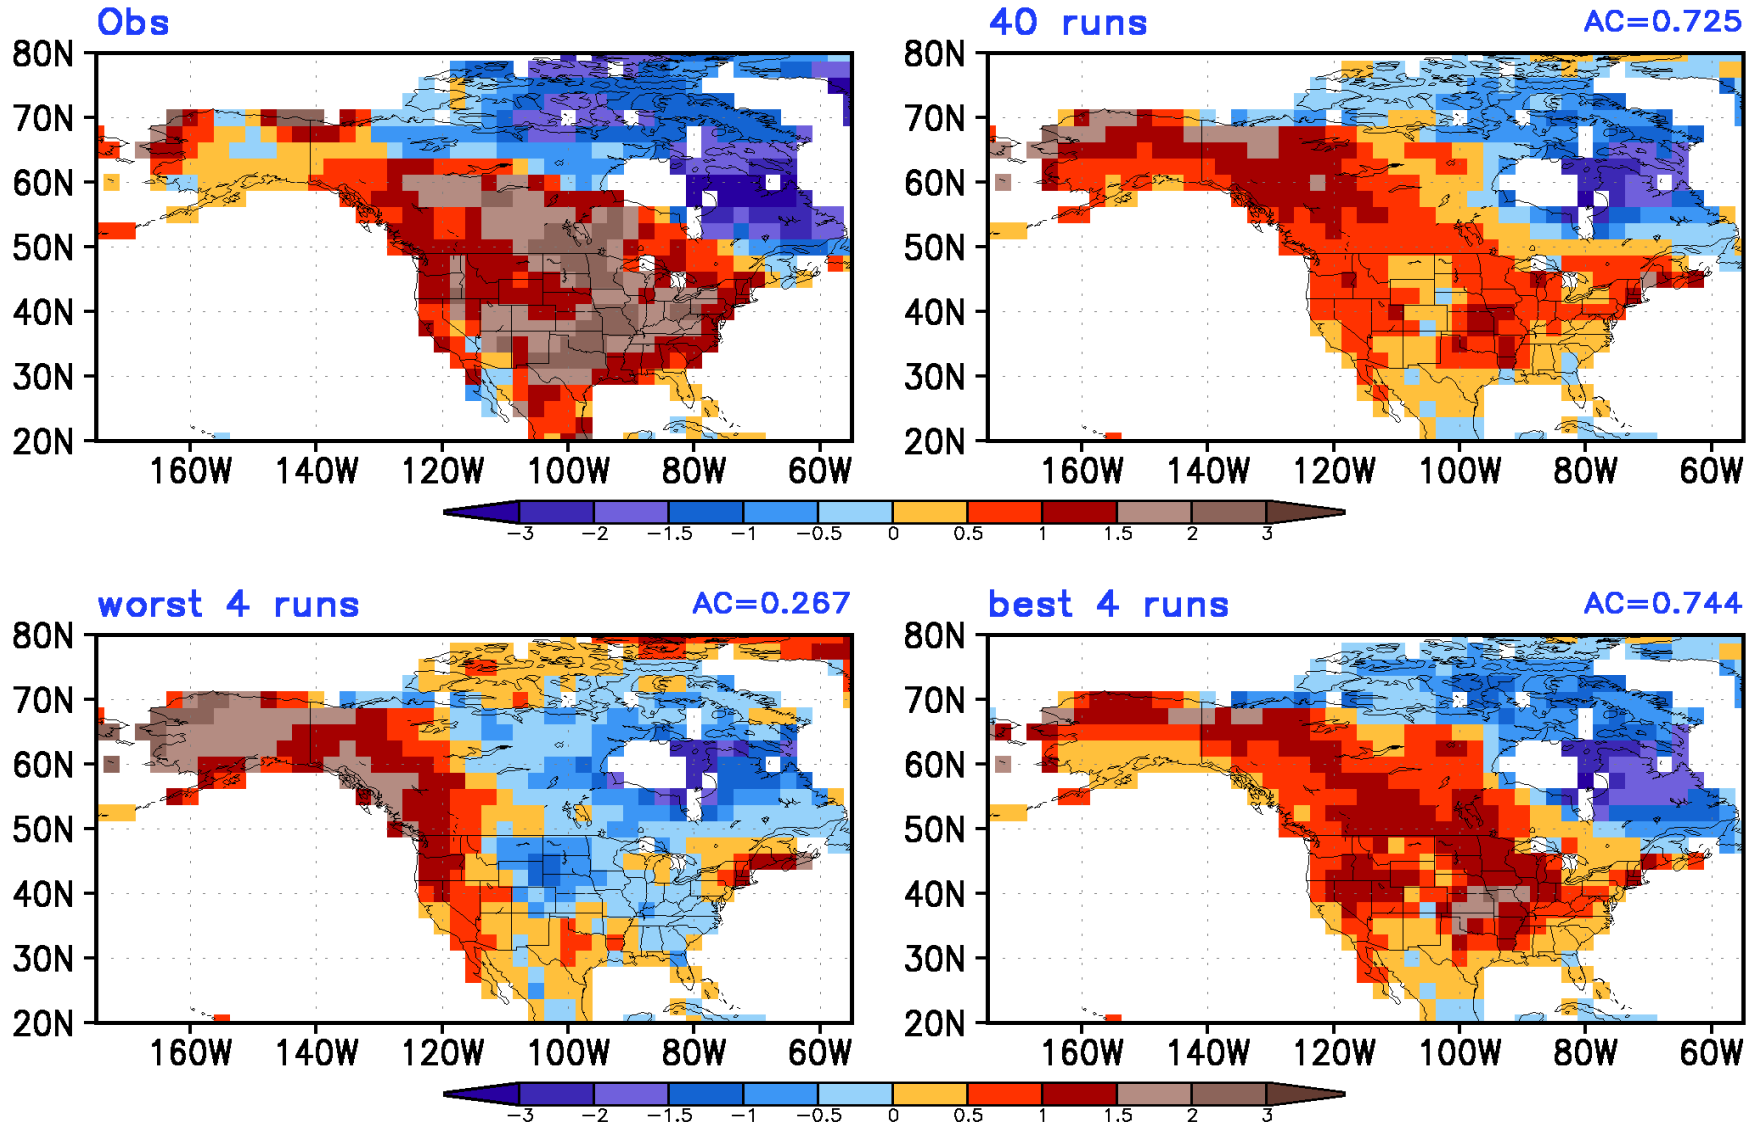 Obs
40 runs AC=0.725
80N 80N
70N 70N
60N 60N
50N 50N
40N 40N
30N 30N
20N 20N
160W 140W 120W 100W 80W 60W 160W 140W 120W 100W 80W 60W
−3 −2 −1.5 −1 −0.5 0 0.5 1 1.5 2 3
worst 4 runs AC=0.267
best 4 runs AC=0.744
80N 80N
70N 70N
60N 60N
50N 50N
40N 40N
30N 30N
20N 20N
160W 140W 120W 100W 80W 60W 160W 140W 120W 100W 80W 60W
−3 −2 −1.5 −1 −0.5 0 0.5 1 1.5 2 3